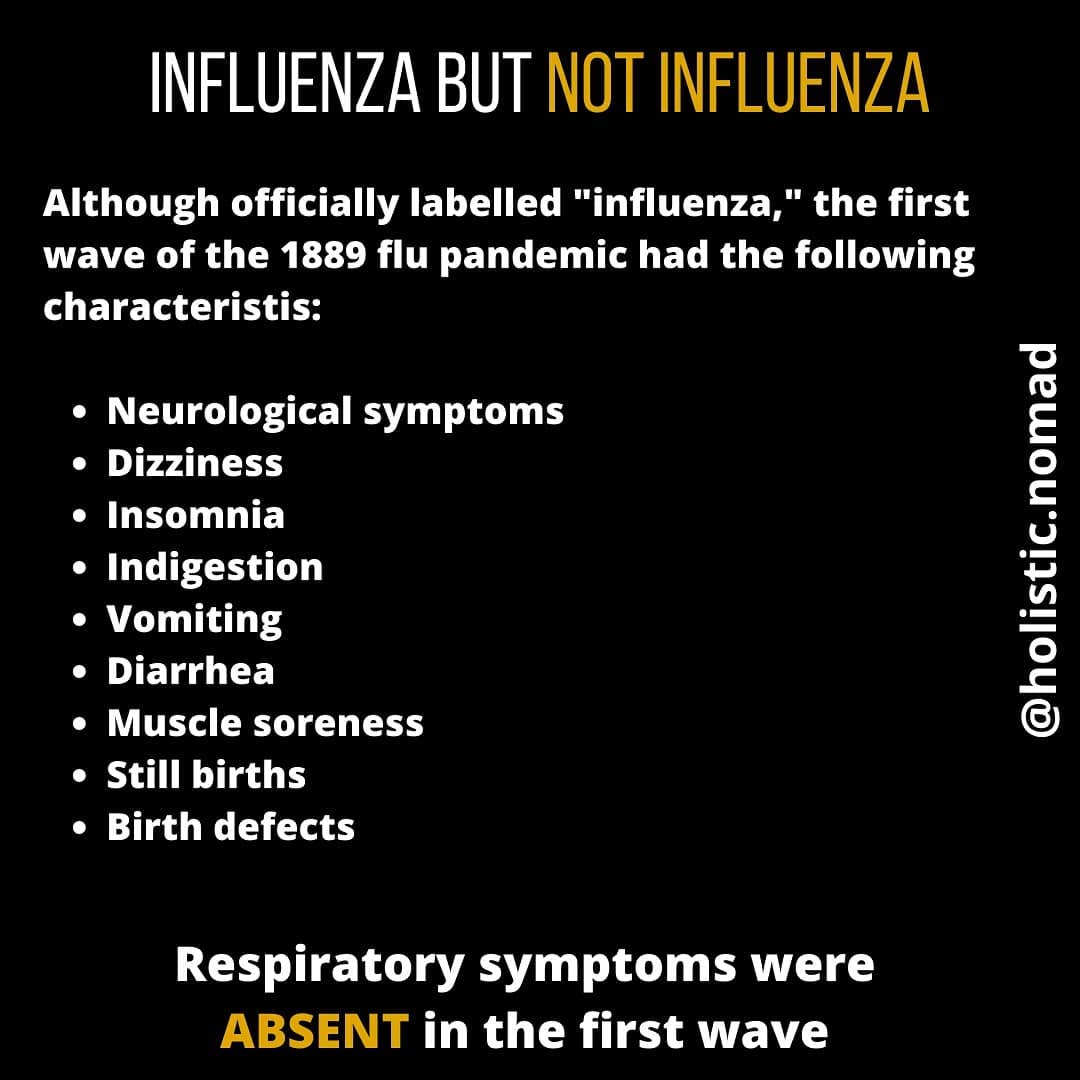 INFLUENZA BUT NOT INFLUENZA
Although officially labelled "influenza," the first
wave of the 1889 flu pandemic had the following
characteristis:
• Neurological symptoms
• Dizziness
• Insomnia
• Indigestion
• Vomiting
• Diarrhea
• Muscle soreness
• Still births
• Birth defects
Respiratory symptoms were
ABSENT in the first wave
@holistic.nomad